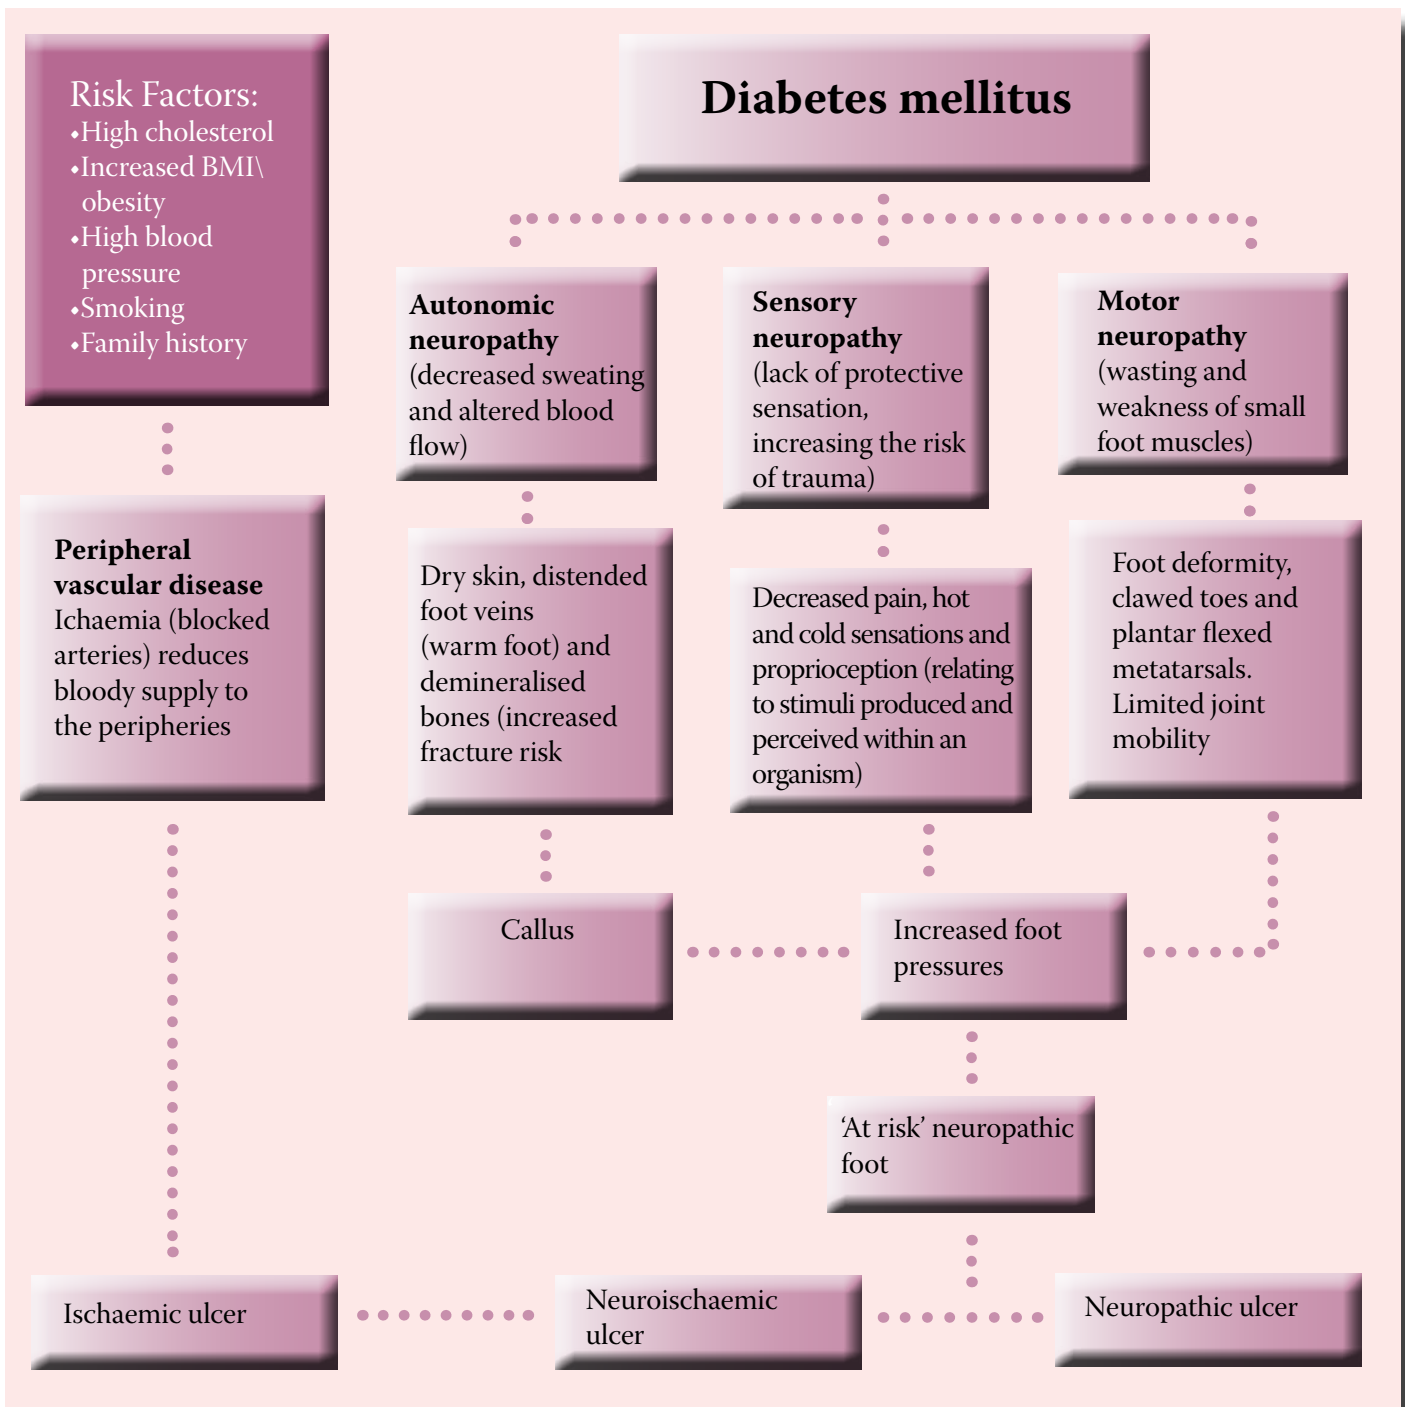 Risk Factors:
•High cholesterol
•Increased BMI\
obesity
•High blood
pressure
•Smoking
•Family history
Diabetes mellitus
Autonomic
neuropathy
(decreased sweating
and altered blood
flow)
Sensory
neuropathy
(lack of protective
sensation,
increasing the risk
of trauma)
Motor
neuropathy
(wasting and
weakness of small
foot muscles)
Peripheral
vascular disease
Ichaemia (blocked
arteries) reduces
bloody supply to
the peripheries
Dry skin, distended
foot veins
(warm foot) and
demineralised
bones (increased
fracture risk
Decreased pain, hot
and cold sensations and
proprioception (relating
to stimuli produced and
perceived within an
organism)
Foot deformity,
clawed toes and
plantar flexed
metatarsals.
Limited joint
mobility
Callus
Increased foot
pressures
‘At risk’ neuropathic
foot
Ischaemic ulcer
Neuroischaemic
ulcer
Neuropathic ulcer